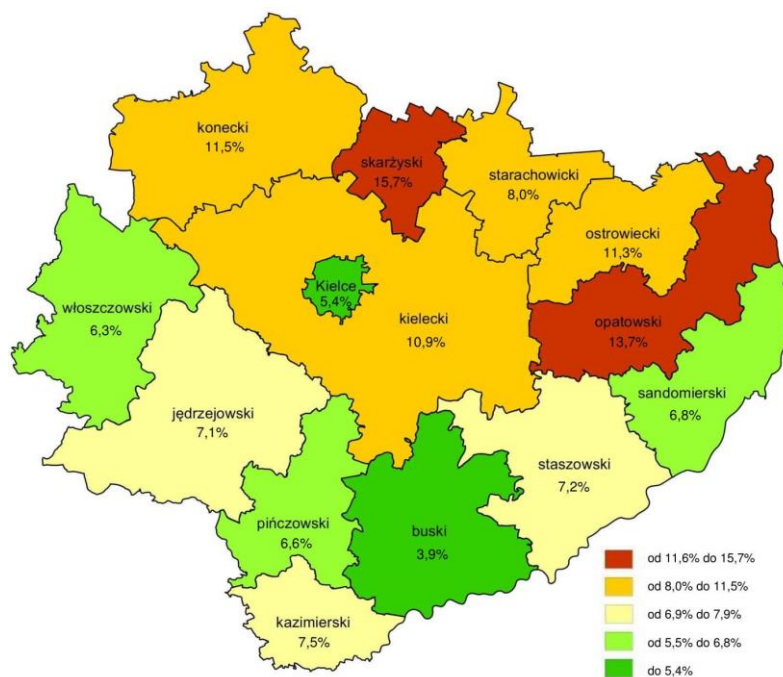 konecki
11,5%
skarżyski
15,7%
starachowicki
8,0%
ostrowiecki
11,3%
Kielce
5,4%
włoszczowski
6,3%
kielecki
10,9%
opatowski
13,7%
sandomierski
6,8%
jędrzejowski
7,1%
staszowski
7,2%
pińczowski
6,6%
buski
3,9%
kazimierski
7,5%
od 11,6% do 15,7%
od 8,0% do 11,5%
od 6,9% do 7,9%
od 5,5% do 6,8%
do 5,4%